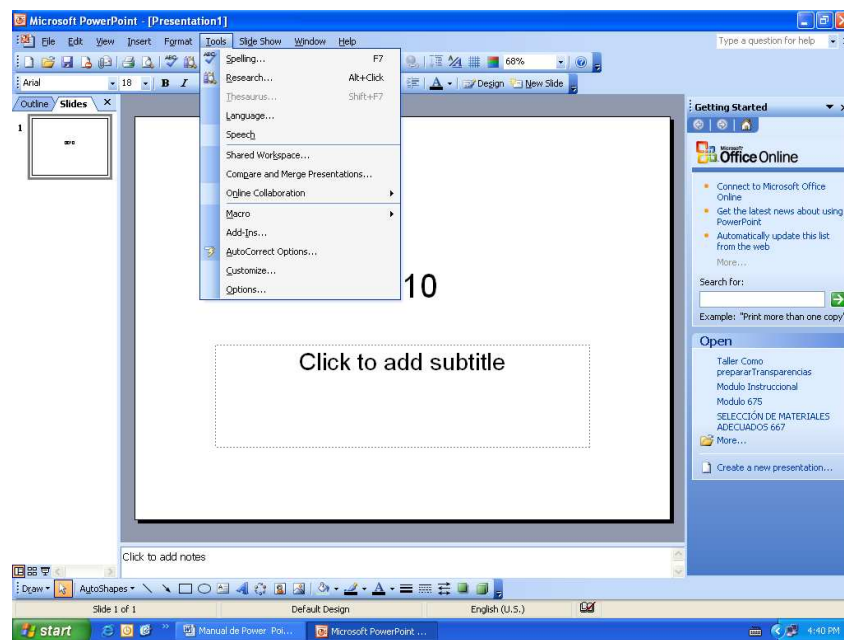 Microsoft PowerPoint - [Presentation1]
File Edit View Insert Format Tools Slide Show Window Help
Type a question for help
68%
Arial 18 B I A Design New Slide
Outline Slides
1
Spelling... F7
Research... Alt+Click
Thesaurus... Shift+F7
Language...
Speech
Shared Workspace...
Compare and Merge Presentations...
Online Collaboration
Macro
Add-Ins...
AutoCorrect Options...
Customize...
Options...
10
Click to add subtitle
Click to add notes
Getting Started
Microsoft
Office Online
Connect to Microsoft Office
Online
Get the latest news about using
PowerPoint
Automatically update this list
from the web
More...
Search for:
Example: "Print more than one copy"
Open
Taller Como
prepararTransparencias
Modulo Instruccional
Modulo 675
SELECCIÓN DE MATERIALES
ADECUADOS 667
More...
Create a new presentation...
Draw AutoShapes A
Slide 1 of 1 Default Design English (U.S.)
start Manual de Power Poi... Microsoft PowerPoint ... 4:40 PM